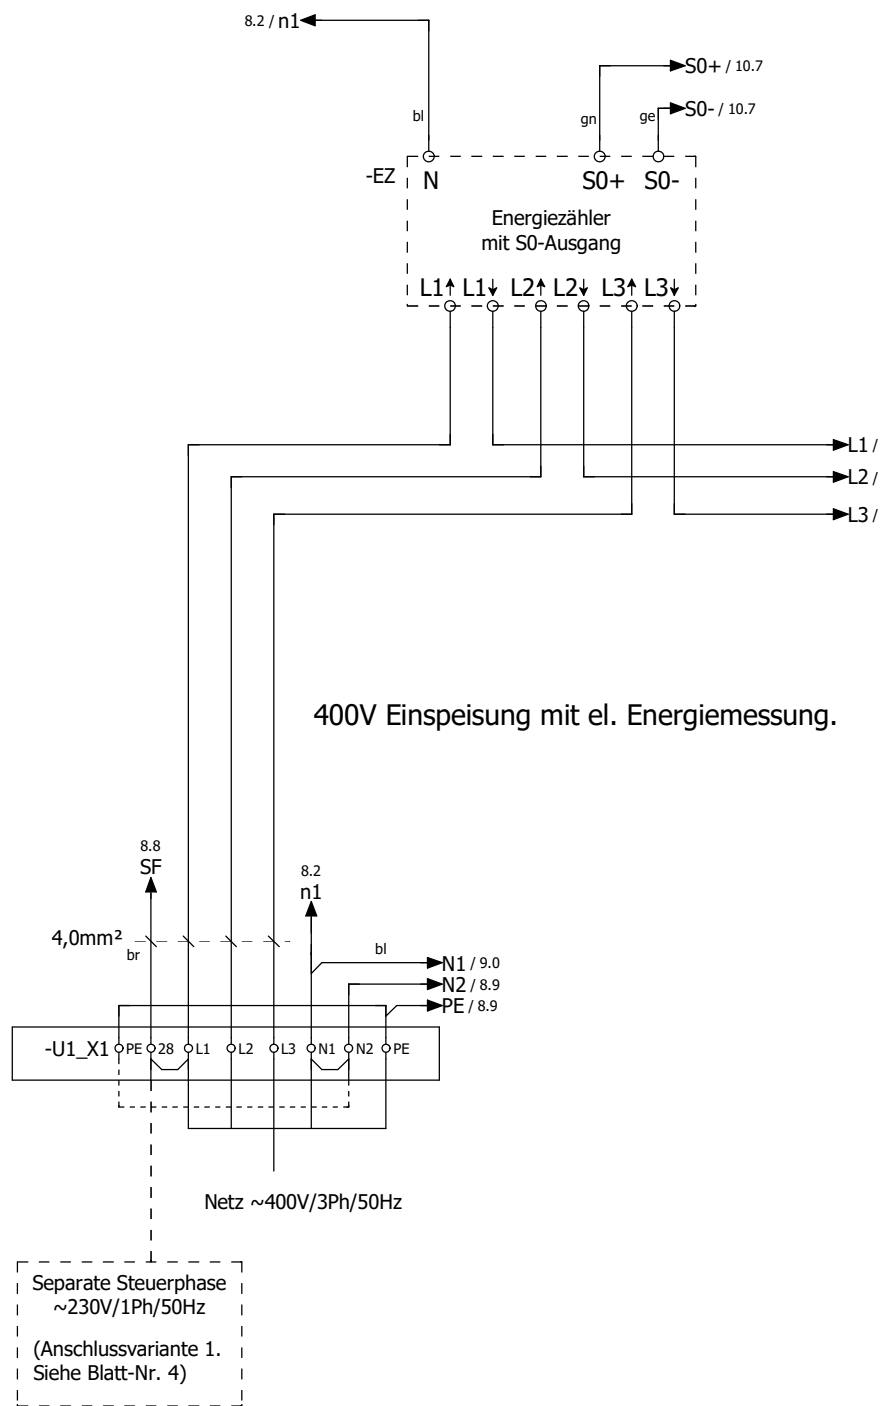 8.2 / n1
S0+ / 10.7
S0- / 10.7
bl
gn
ge
-EZ
N
S0+
S0-
Energiezähler
mit S0-Ausgang
L1↑ L1↓ L2↑ L2↓ L3↑ L3↓
L1 /
L2 /
L3 /
400V Einspeisung mit el. Energiemessung.
8.8
SF
8.2
n1
4,0mm²
br
bl
N1 / 9.0
N2 / 8.9
PE / 8.9
-U1_X1 PE 28 L1 L2 L3 N1 N2 PE
Netz ~400V/3Ph/50Hz
Separate Steuerphase
~230V/1Ph/50Hz
(Anschlussvariante 1.
Siehe Blatt-Nr. 4)